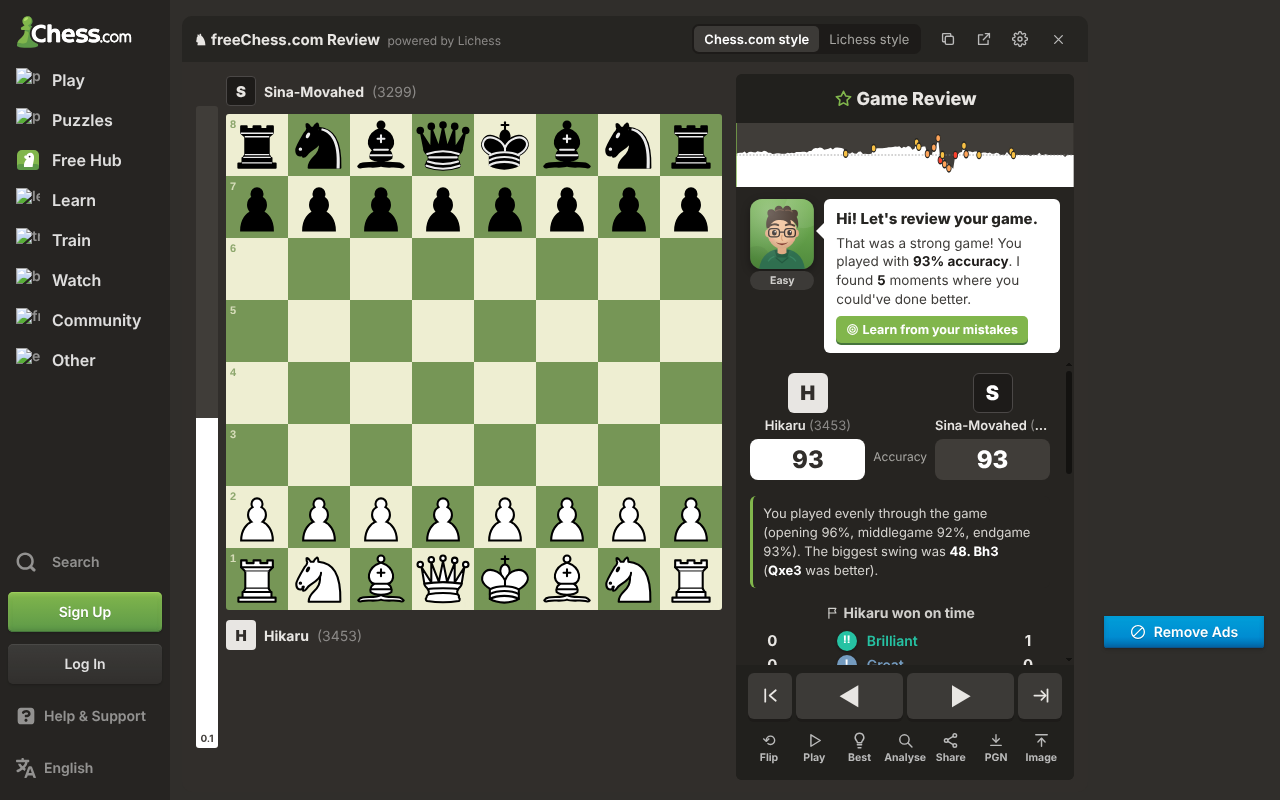 Chess.com
Play
Puzzles
Free Hub
Learn
Train
Watch
Community
Other
Search
Sign Up
Log In
Help & Support
English
freeChess.com Review powered by Lichess
Chess.com style
Lichess style
S Sina-Movahed (3299)
8
7
6
5
4
3
2
1
0.1
H Hikaru (3453)
Game Review
Easy
Hi! Let's review your game.
That was a strong game! You
played with 93% accuracy. I
found 5 moments where you
could've done better.
Learn from your mistakes
H
S
Hikaru (3453)
Sina-Movahed (...
93 Accuracy 93
You played evenly through the game
(opening 96%, middlegame 92%, endgame
93%). The biggest swing was 48. Bh3
(Qxe3 was better).
Hikaru won on time
0 !! Brilliant 1
0 ! Great 0
Flip
Play
Best
Analyse
Share
PGN
Image
Remove Ads